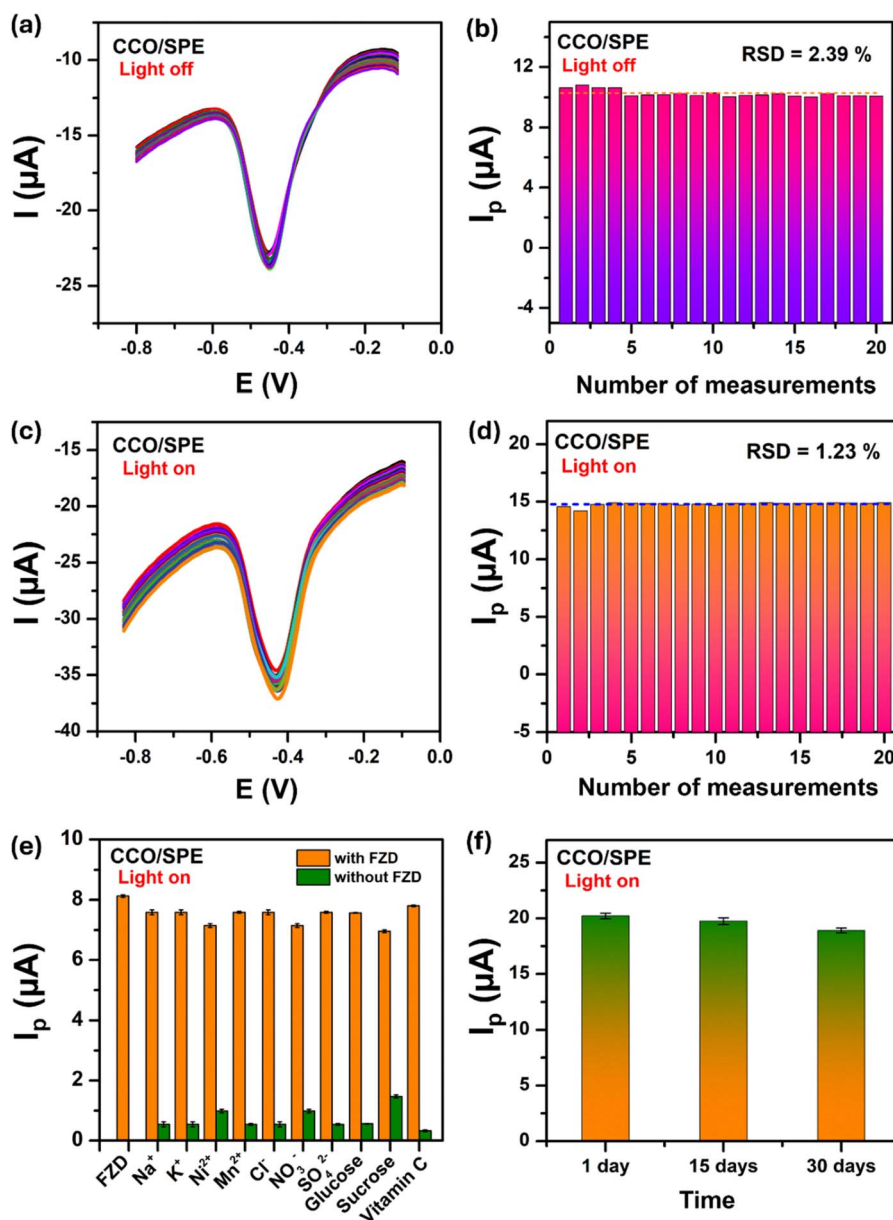 (a)
CCO/SPE
Light off
I (µA)
-10
-15
-20
-25
-0.8
-0.6
-0.4
-0.2
0.0
E (V)
(b)
CCO/SPE
Light off
RSD = 2.39 %
Ip (µA)
12
8
4
0
-4
0
5
10
15
20
Number of measurements
(c)
CCO/SPE
Light on
I (µA)
-15
-20
-25
-30
-35
-40
-0.8
-0.6
-0.4
-0.2
0.0
E (V)
(d)
CCO/SPE
Light on
RSD = 1.23 %
Ip (µA)
20
15
10
5
0
-5
0
5
10
15
20
Number of measurements
(e)
CCO/SPE
Light on
with FZD
without FZD
Ip (µA)
10
8
6
4
2
0
FZD
Na⁺
K⁺
Ni²⁺
Mn²⁺
Cl⁻
NO₃⁻
SO₄²⁻
Glucose
Sucrose
Vitamin C
(f)
CCO/SPE
Light on
Ip (µA)
25
20
15
10
5
0
1 day
15 days
30 days
Time